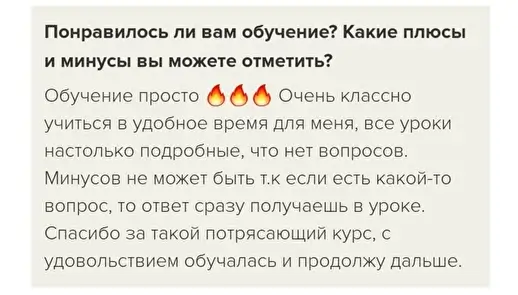 Понравилось ли вам обучение? Какие плюсы
и минусы вы можете отметить?
Обучение просто 🔥🔥🔥 Очень классно
учиться в удобное время для меня, все уроки
настолько подробные, что нет вопросов.
Минусов не может быть т.к если есть какой-то
вопрос, то ответ сразу получаешь в уроке.
Спасибо за такой потрясающий курс, с
удовольствием обучалась и продолжу дальше.